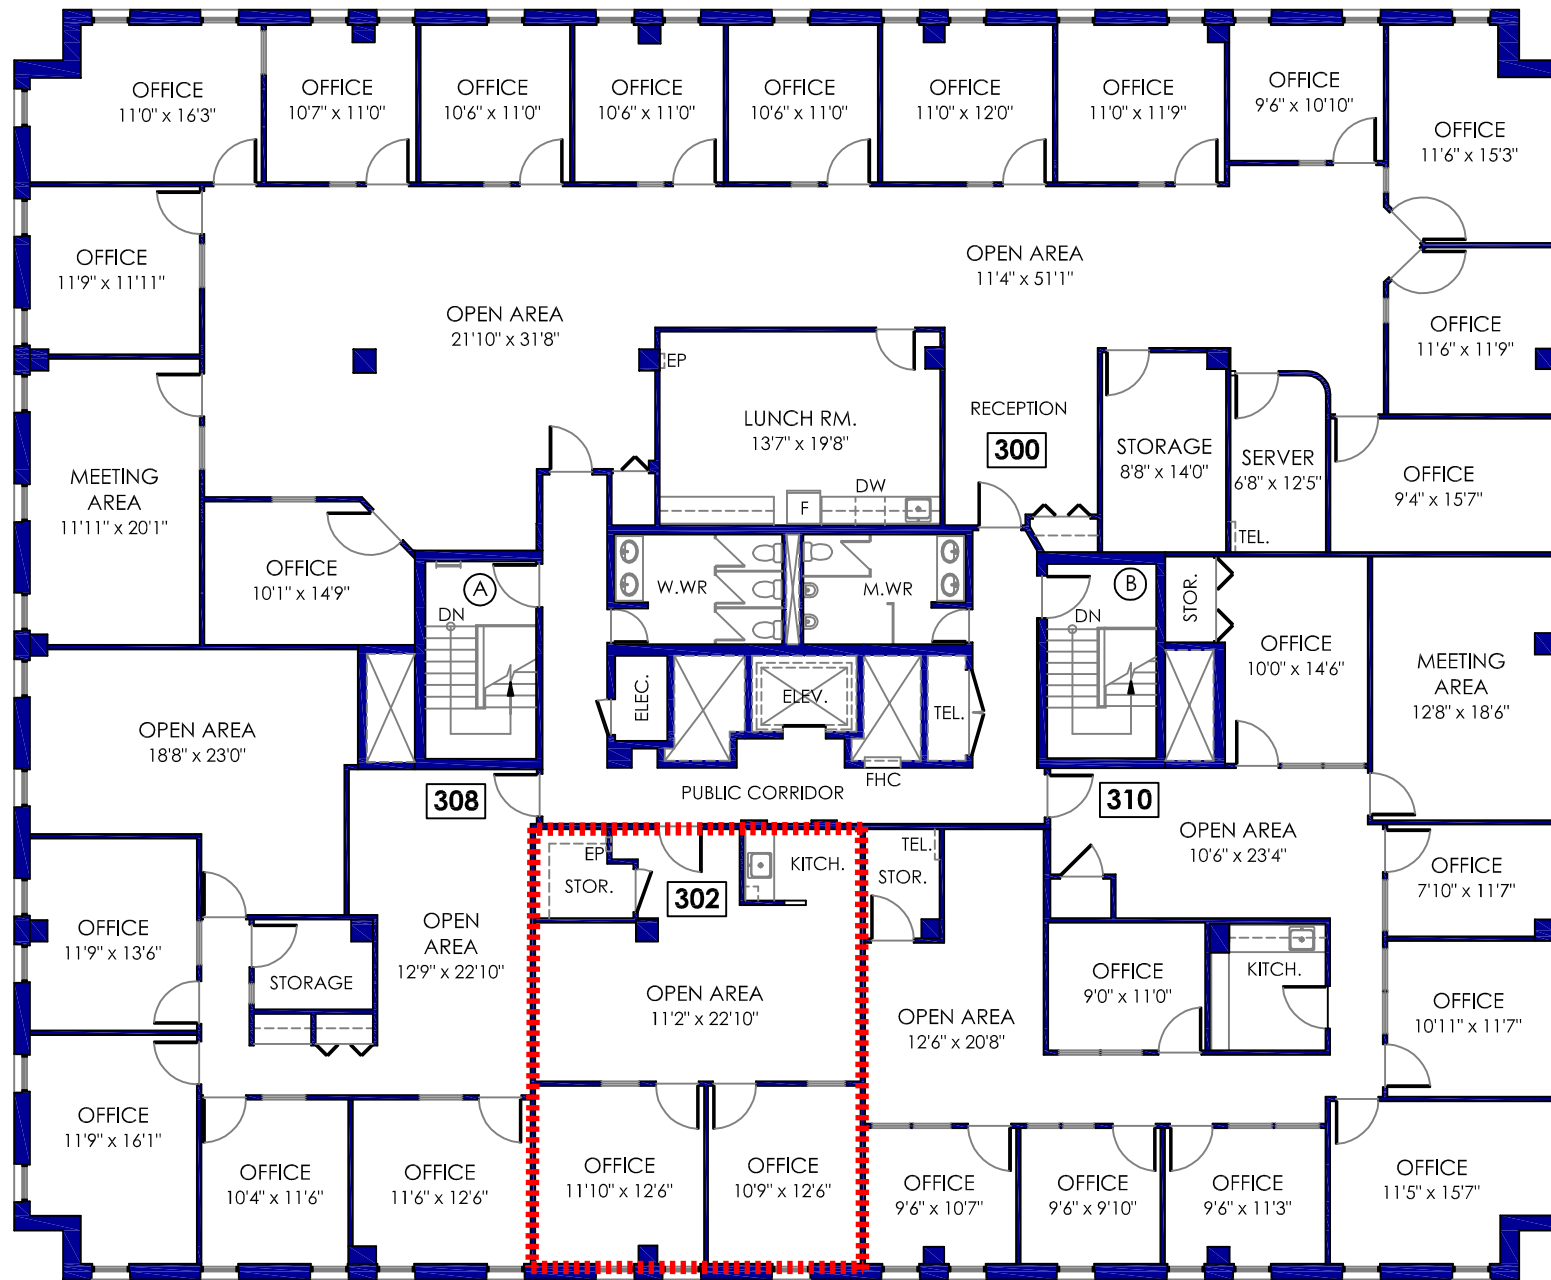 OFFICE
11'0" x 16'3"
OFFICE
10'7" x 11'0"
OFFICE
10'6" x 11'0"
OFFICE
10'6" x 11'0"
OFFICE
10'6" x 11'0"
OFFICE
11'0" x 12'0"
OFFICE
11'0" x 11'9"
OFFICE
9'6" x 10'10"
OFFICE
11'6" x 15'3"
OFFICE
11'9" x 11'11"
OPEN AREA
21'10" x 31'8"
OPEN AREA
11'4" x 51'1"
OFFICE
11'6" x 11'9"
EP
LUNCH RM.
13'7" x 19'8"
DW
F
RECEPTION
300
STORAGE
8'8" x 14'0"
SERVER
6'8" x 12'5"
TEL.
OFFICE
9'4" x 15'7"
MEETING
AREA
11'11" x 20'1"
OFFICE
10'1" x 14'9"
A
DN
W.WR
M.WR
B
DN
STOR.
OFFICE
10'0" x 14'6"
MEETING
AREA
12'8" x 18'6"
ELEC.
ELEV.
TEL.
FHC
OPEN AREA
18'8" x 23'0"
308
PUBLIC CORRIDOR
310
OPEN AREA
10'6" x 23'4"
EP
STOR.
302
KITCH.
TEL.
STOR.
OFFICE
7'10" x 11'7"
OFFICE
11'9" x 13'6"
STORAGE
OPEN
AREA
12'9" x 22'10"
OPEN AREA
11'2" x 22'10"
OPEN AREA
12'6" x 20'8"
OFFICE
9'0" x 11'0"
KITCH.
OFFICE
10'11" x 11'7"
OFFICE
11'9" x 16'1"
OFFICE
10'4" x 11'6"
OFFICE
11'6" x 12'6"
OFFICE
11'10" x 12'6"
OFFICE
10'9" x 12'6"
OFFICE
9'6" x 10'7"
OFFICE
9'6" x 9'10"
OFFICE
9'6" x 11'3"
OFFICE
11'5" x 15'7"